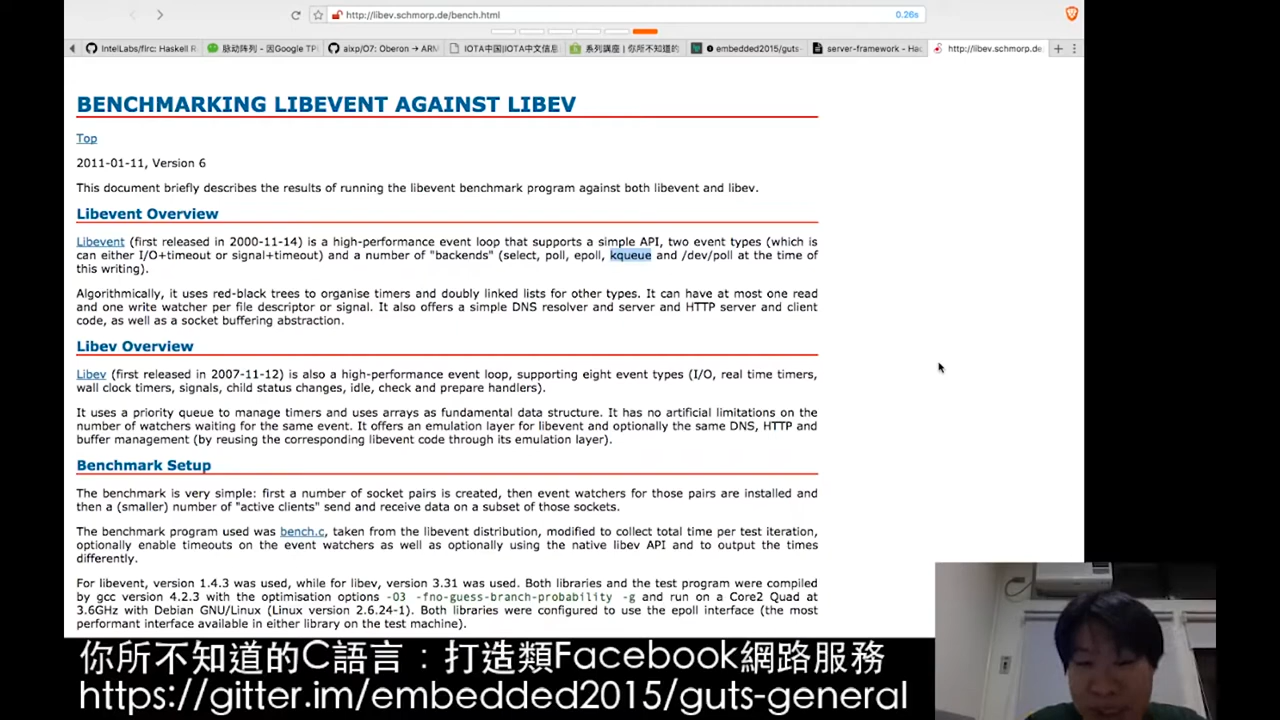 http://libev.schmorp.de/bench.html
0.26s
IntelLabs/flrc: Haskell R
脉动阵列 - 因Google TP
aixp/O7: Oberon → ARM
IOTA中国|IOTA中文信息
系列講座 | 你所不知道的
embedded2015/guts-
server-framework - Hac
http://libev.schmorp.de
BENCHMARKING LIBEVENT AGAINST LIBEV
Top
2011-01-11, Version 6
This document briefly describes the results of running the libevent benchmark program against both libevent and libev.
Libevent Overview
Libevent (first released in 2000-11-14) is a high-performance event loop that supports a simple API, two event types (which is
can either I/O+timeout or signal+timeout) and a number of "backends" (select, poll, epoll, kqueue and /dev/poll at the time of
this writing).
Algorithmically, it uses red-black trees to organise timers and doubly linked lists for other types. It can have at most one read
and one write watcher per file descriptor or signal. It also offers a simple DNS resolver and server and HTTP server and client
code, as well as a socket buffering abstraction.
Libev Overview
Libev (first released in 2007-11-12) is also a high-performance event loop, supporting eight event types (I/O, real time timers,
wall clock timers, signals, child status changes, idle, check and prepare handlers).
It uses a priority queue to manage timers and uses arrays as fundamental data structure. It has no artificial limitations on the
number of watchers waiting for the same event. It offers an emulation layer for libevent and optionally the same DNS, HTTP and
buffer management (by reusing the corresponding libevent code through its emulation layer).
Benchmark Setup
The benchmark is very simple: first a number of socket pairs is created, then event watchers for those pairs are installed and
then a (smaller) number of "active clients" send and receive data on a subset of those sockets.
The benchmark program used was bench.c, taken from the libevent distribution, modified to collect total time per test iteration,
optionally enable timeouts on the event watchers as well as optionally using the native libev API and to output the times
differently.
For libevent, version 1.4.3 was used, while for libev, version 3.31 was used. Both libraries and the test program were compiled
by gcc version 4.2.3 with the optimisation options -O3 -fno-guess-branch-probability -g and run on a Core2 Quad at
3.6GHz with Debian GNU/Linux (Linux version 2.6.24-1). Both libraries were configured to use the epoll interface (the most
performant interface available in either library on the test machine).
你所不知道的C語言：打造類Facebook網路服務
https://gitter.im/embedded2015/guts-general